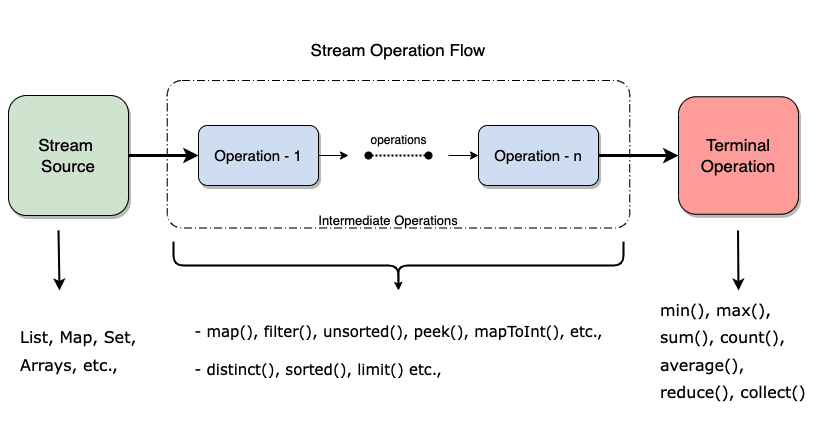 Stream Operation Flow
Stream
Source
Operation - 1
operations
Operation - n
Terminal
Operation
Intermediate Operations
List, Map, Set,
Arrays, etc.,
- map(), filter(), unsorted(), peek(), mapToInt(), etc.,
- distinct(), sorted(), limit() etc.,
min(), max(),
sum(), count(),
average(),
reduce(), collect()